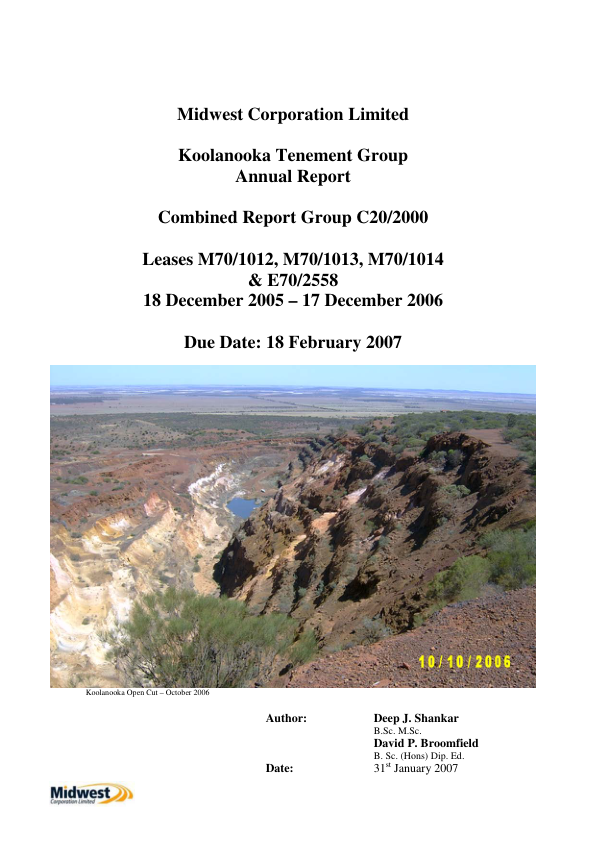 Midwest Corporation Limited
Koolanooka Tenement Group
Annual Report
Combined Report Group C20/2000
Leases M70/1012, M70/1013, M70/1014
& E70/2558
18 December 2005 – 17 December 2006
Due Date: 18 February 2007
10/10/2006
Koolanooka Open Cut – October 2006
Author: Deep J. Shankar
B.Sc. M.Sc.
David P. Broomfield
B. Sc. (Hons) Dip. Ed.
Date: 31st January 2007
Midwest
Corporation Limited